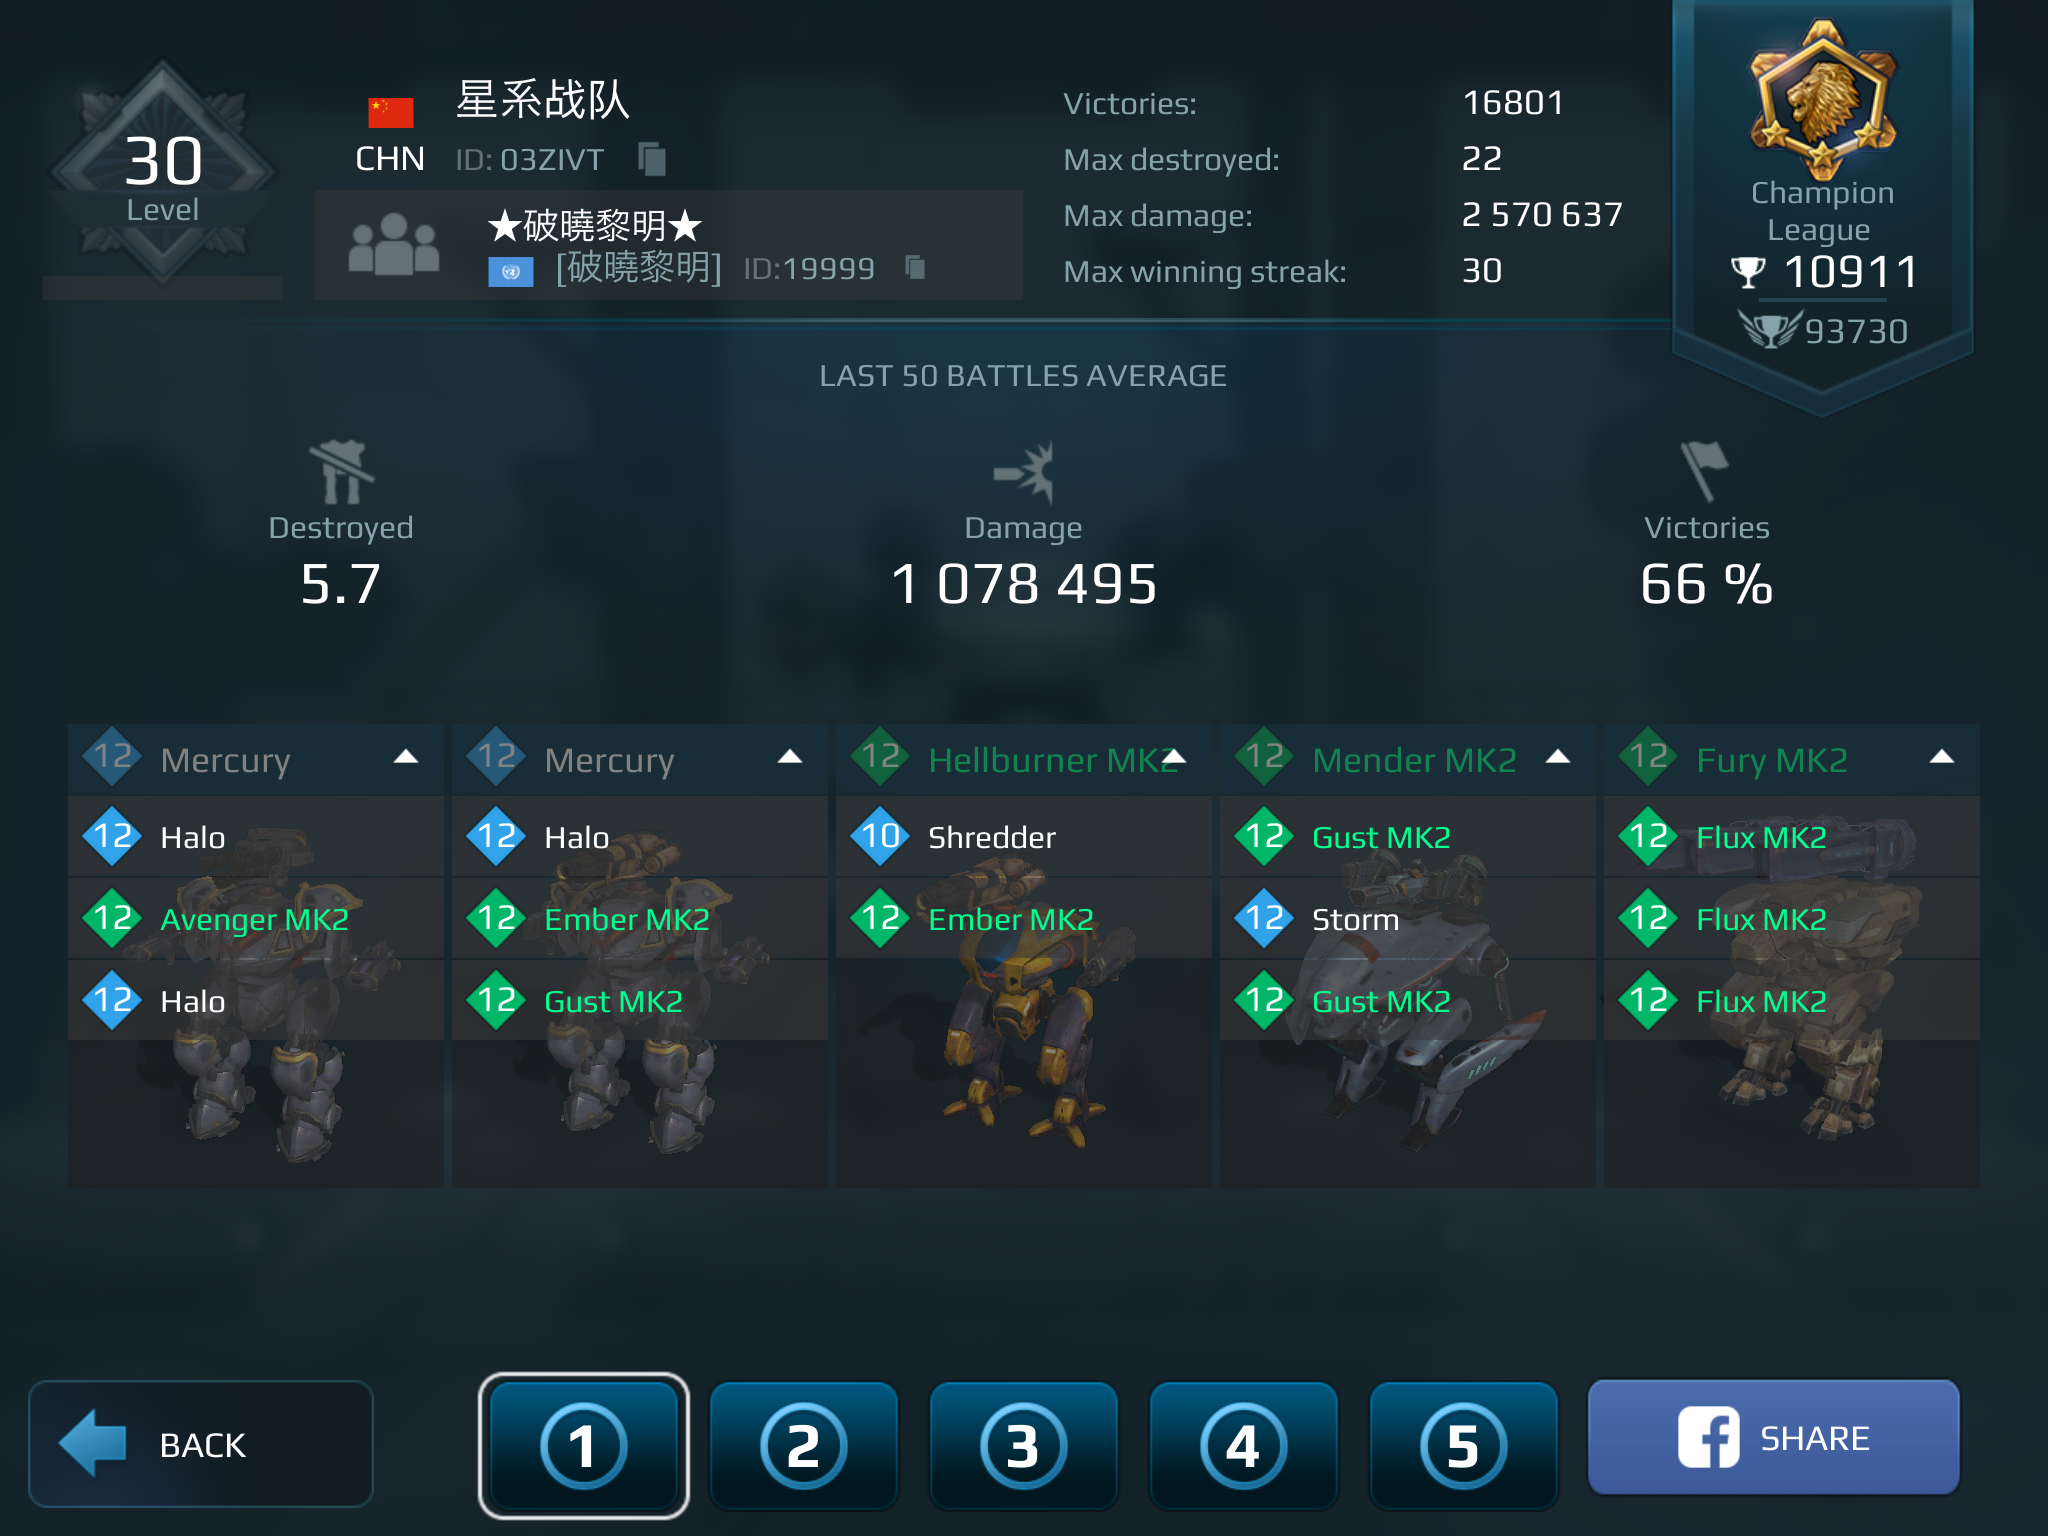 30
Level
CHN
星系战队
ID: 03ZIVT
★破曉黎明★
[破曉黎明] ID:19999
Victories: 16801
Max destroyed: 22
Max damage: 2 570 637
Max winning streak: 30
Champion
League
10911
93730
LAST 50 BATTLES AVERAGE
Destroyed
5.7
Damage
1 078 495
Victories
66 %
12 Mercury
12 Halo
12 Avenger MK2
12 Halo
12 Mercury
12 Halo
12 Ember MK2
12 Gust MK2
12 Hellburner MK2
10 Shredder
12 Ember MK2
12 Mender MK2
12 Gust MK2
12 Storm
12 Gust MK2
12 Fury MK2
12 Flux MK2
12 Flux MK2
12 Flux MK2
BACK
1
2
3
4
5
SHARE